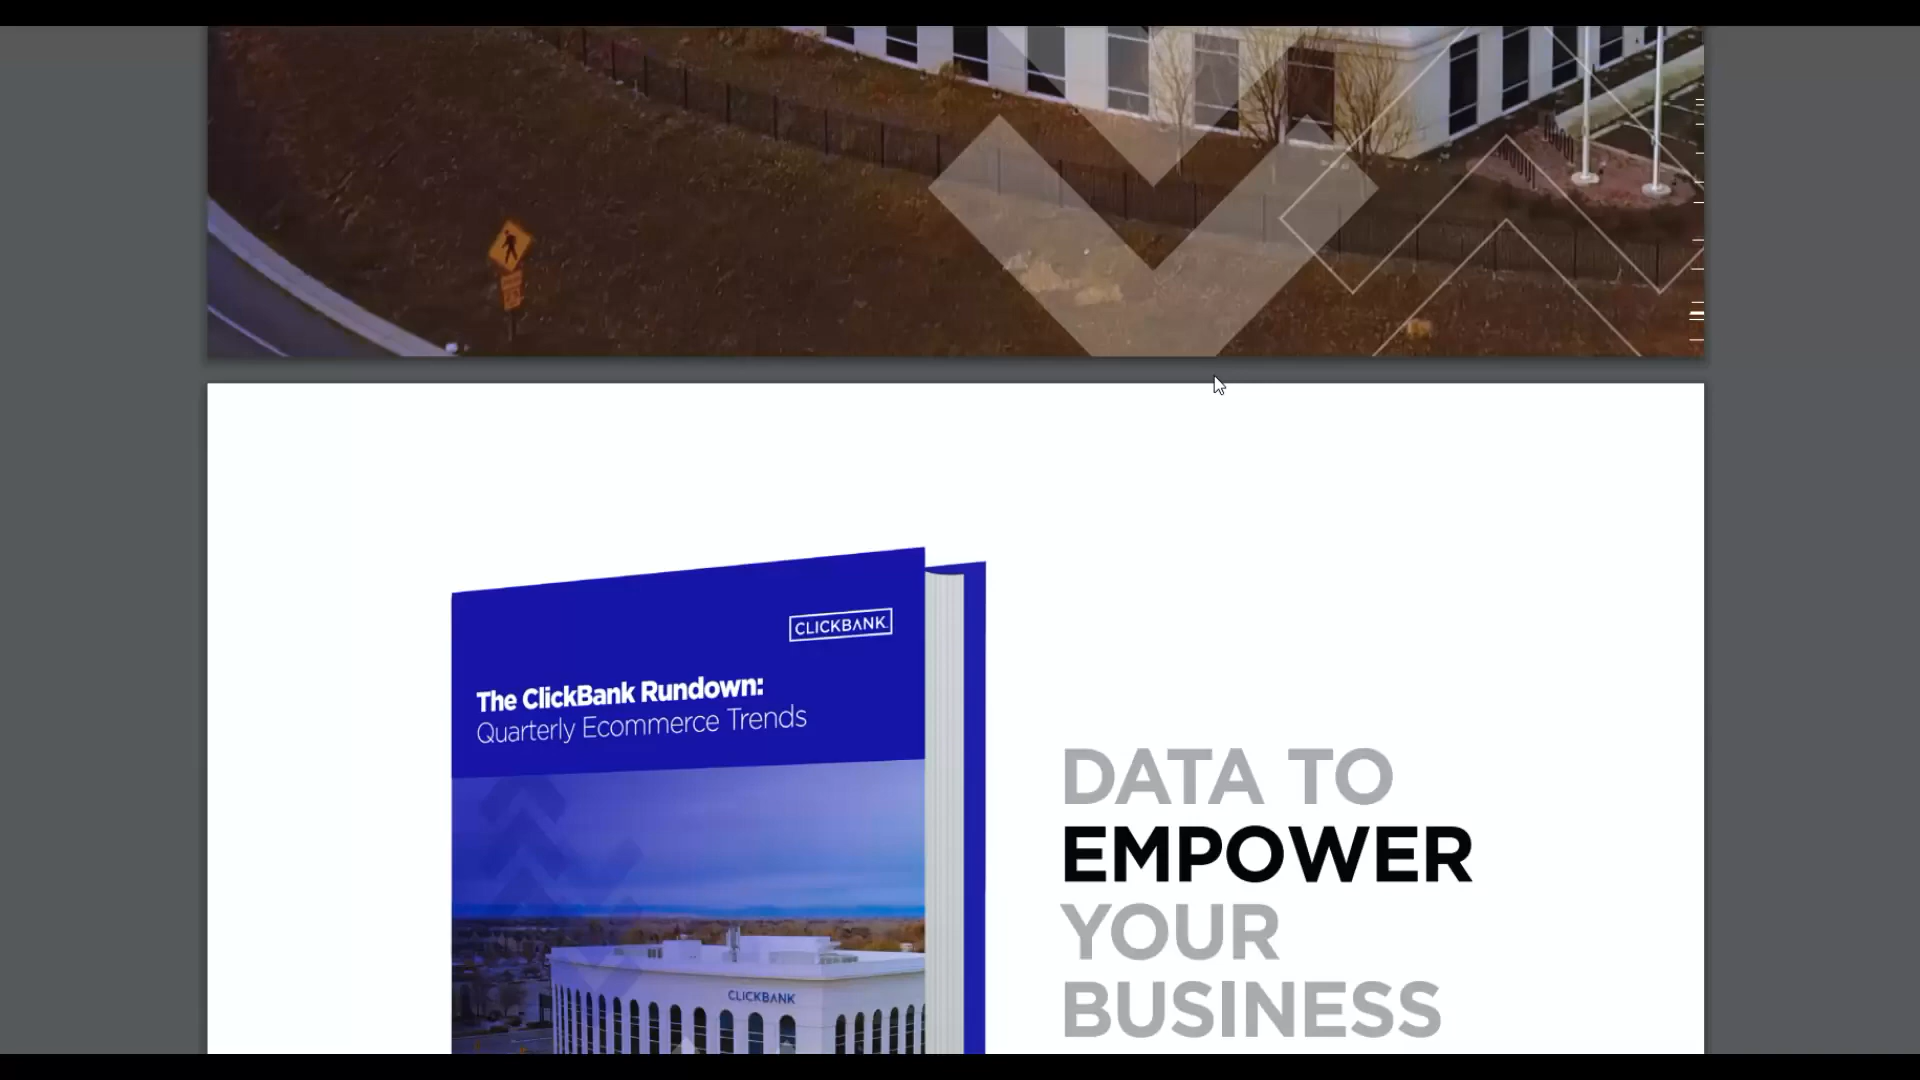 CLICKBANK
The ClickBank Rundown:
Quarterly Ecommerce Trends
CLICKBANK
DATA TO
EMPOWER
YOUR
BUSINESS